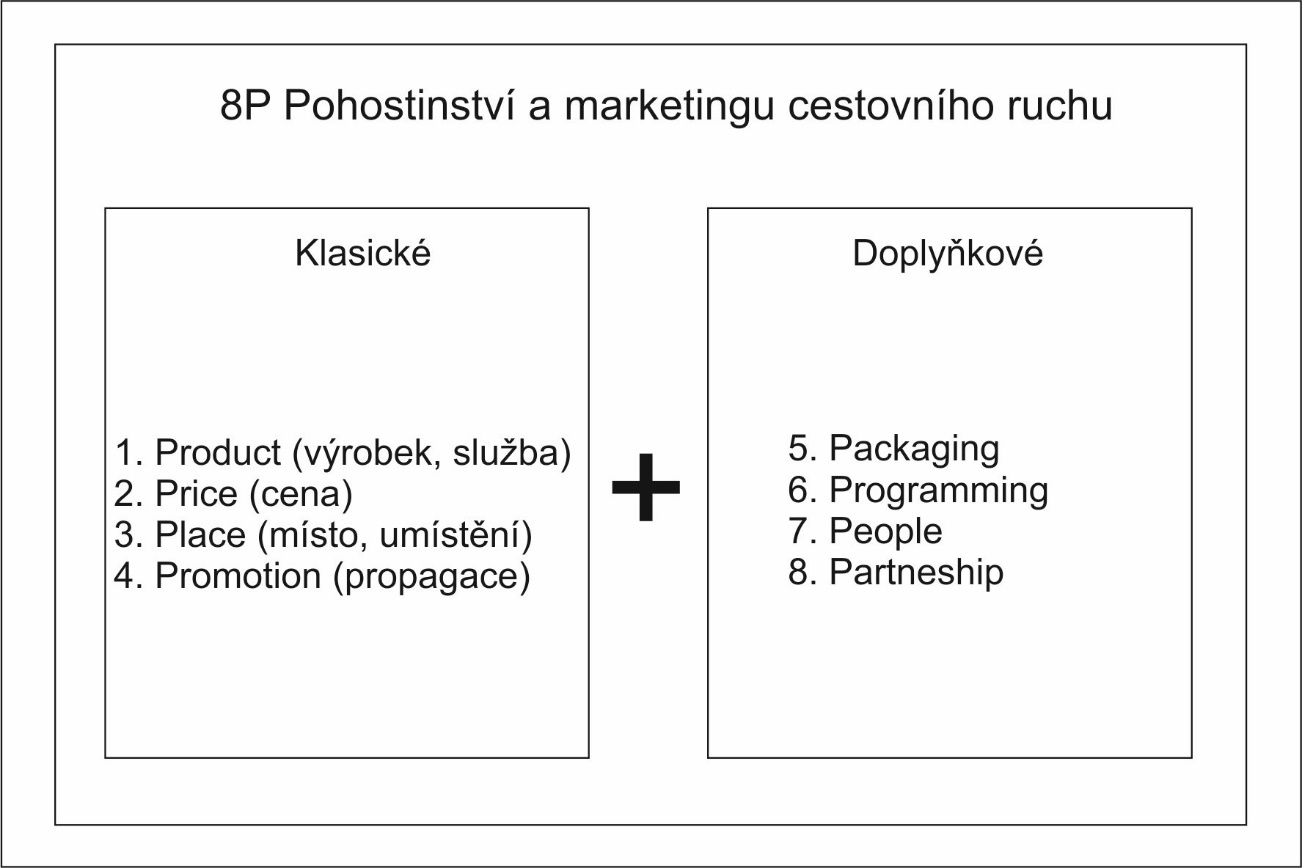 8P Pohostinství a marketingu cestovního ruchu
Klasické
1. Product (výrobek, služba)
2. Price (cena)
3. Place (místo, umístění)
4. Promotion (propagace)
+
Doplyňkové
5. Packaging
6. Programming
7. People
8. Partneship